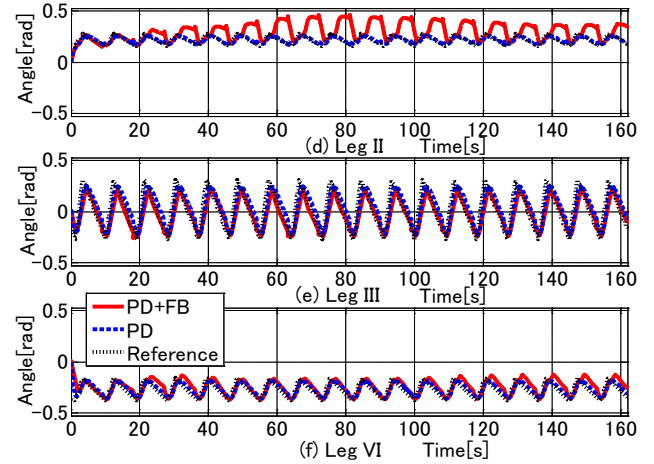 Angle[rad]
0.5
0
-0.5
0 20 40 60 80 100 120 140 160
(d) Leg II Time[s]
Angle[rad]
0.5
0
-0.5
0 20 40 60 80 100 120 140 160
(e) Leg III Time[s]
PD+FB
PD
Reference
Angle[rad]
0.5
0
-0.5
0 20 40 60 80 100 120 140 160
(f) Leg VI Time[s]